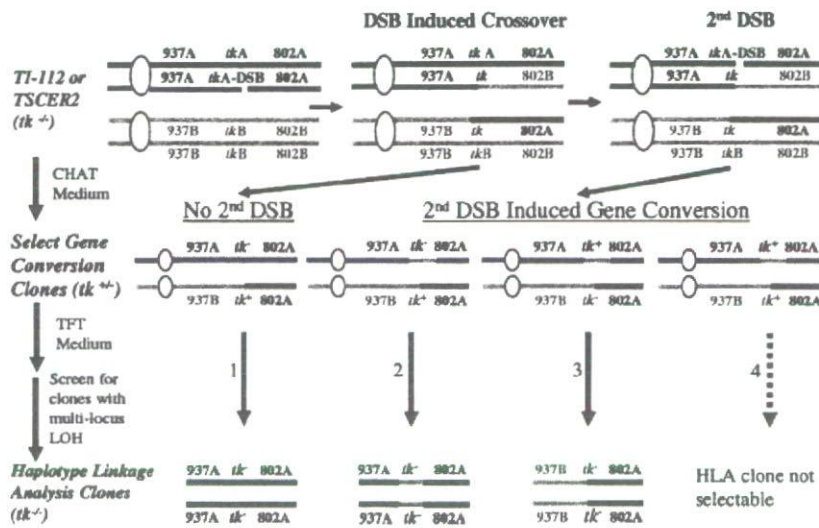 DSB Induced Crossover
2nd DSB
937A tkA 802A
937A tkA-DSB 802A
937B tkB 802B
937B tkB 802B
937A tkA 802A
937A tk 802B
937B tk 802A
937B tkB 802B
937A tkA-DSB 802A
937A tk 802B
937B tk 802A
937B tkB 802B
TI-112 or
TSCER2
(tk -/-)
CHAT
Medium
No 2nd DSB
2nd DSB Induced Gene Conversion
Select Gene
Conversion
Clones (tk +/-)
937A tk- 802A
937B tk+ 802A
937A tk- 802A
937B tk+ 802A
937A tk+ 802A
937B tk- 802A
937A tk+ 802A
937B tk+ 802A
TFT
Medium
1
2
3
4
Screen for
clones with
multi-locus
LOH
Haplotype Linkage
Analysis Clones
(tk-/-)
937A tk- 802A
937A tk- 802A
937A tk- 802A
937A tk- 802A
937B tk- 802A
937B tk- 802A
HLA clone not
selectable